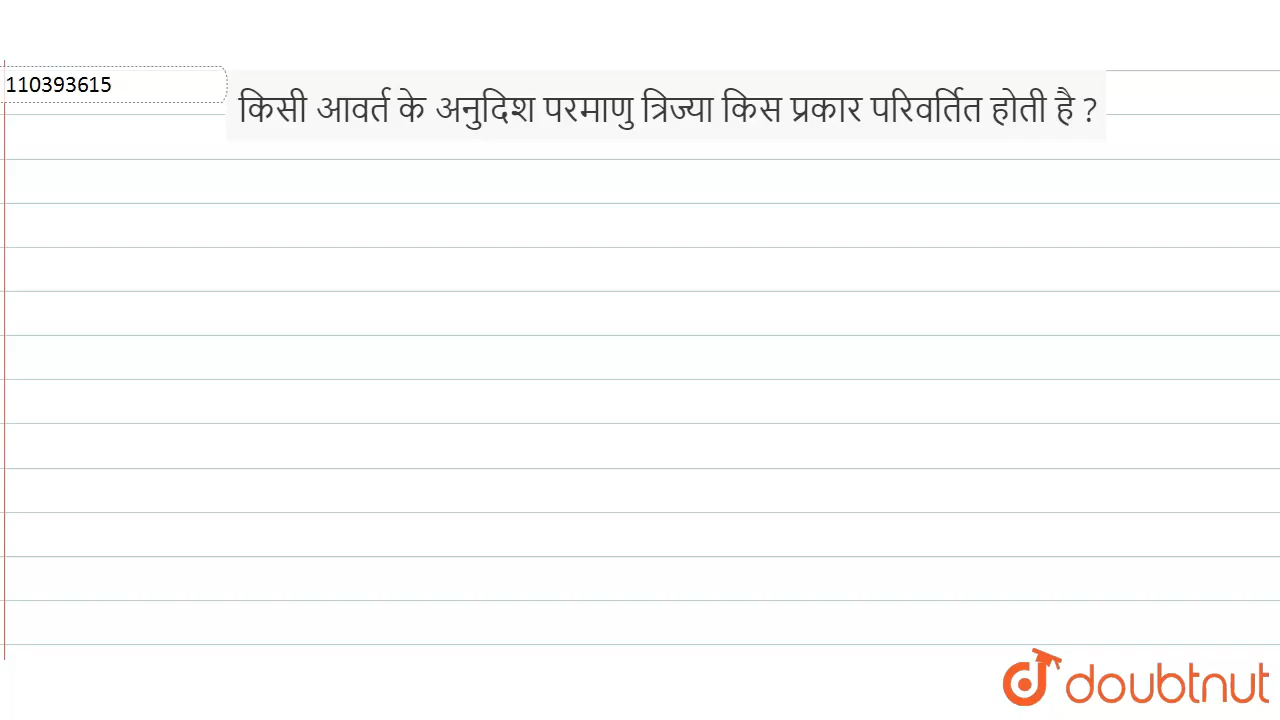 110393615
किसी आवर्त के अनुदिश परमाणु त्रिज्या किस प्रकार परिवर्तित होती है ?
doubtnut